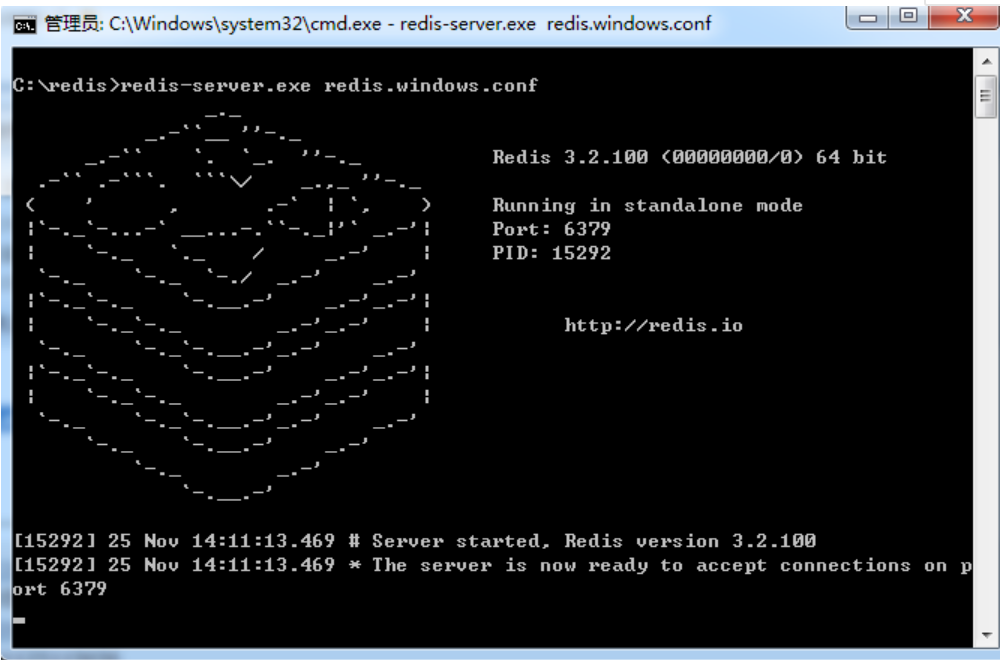 管理员: C:\Windows\system32\cmd.exe - redis-server.exe redis.windows.conf
C:\redis>redis-server.exe redis.windows.conf
Redis 3.2.100 (00000000/0) 64 bit
Running in standalone mode
Port: 6379
PID: 15292
http://redis.io
[15292] 25 Nov 14:11:13.469 # Server started, Redis version 3.2.100
[15292] 25 Nov 14:11:13.469 * The server is now ready to accept connections on p
ort 6379